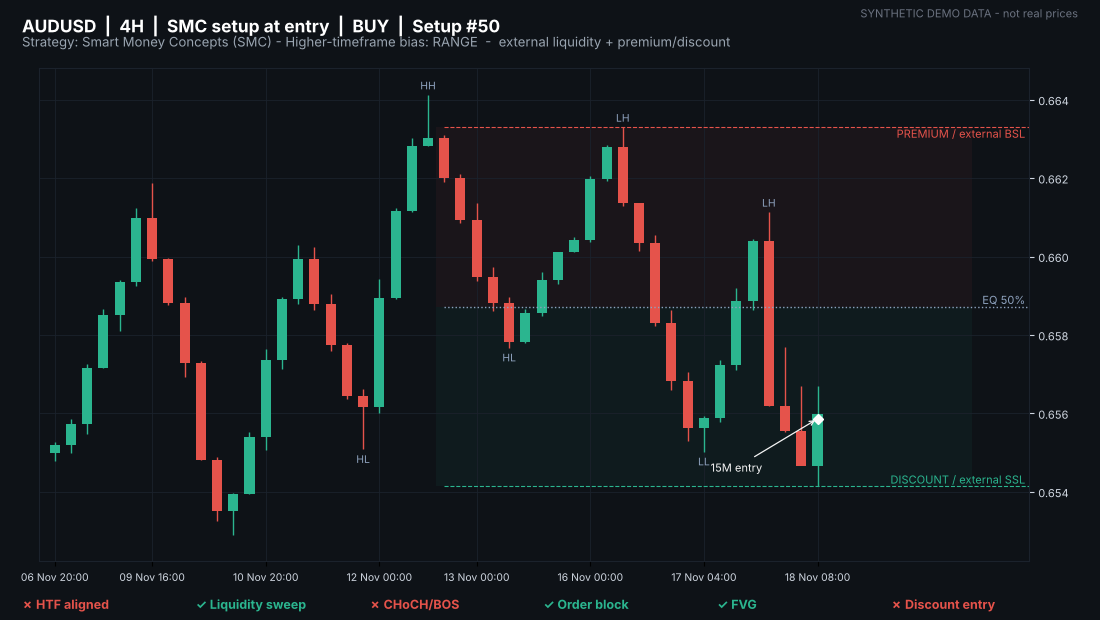 AUDUSD | 4H | SMC setup at entry | BUY | Setup #50
SYNTHETIC DEMO DATA - not real prices
Strategy: Smart Money Concepts (SMC) - Higher-timeframe bias: RANGE - external liquidity + premium/discount
HH
0.664
LH
PREMIUM / external BSL
0.662
LH
0.660
EQ 50%
0.658
HL
0.656
HL
LL
15M entry
DISCOUNT / external SSL
0.654
06 Nov 20:00
09 Nov 16:00
10 Nov 20:00
12 Nov 00:00
13 Nov 00:00
16 Nov 00:00
17 Nov 04:00
18 Nov 08:00
× HTF aligned
✓ Liquidity sweep
× CHoCH/BOS
✓ Order block
✓ FVG
× Discount entry